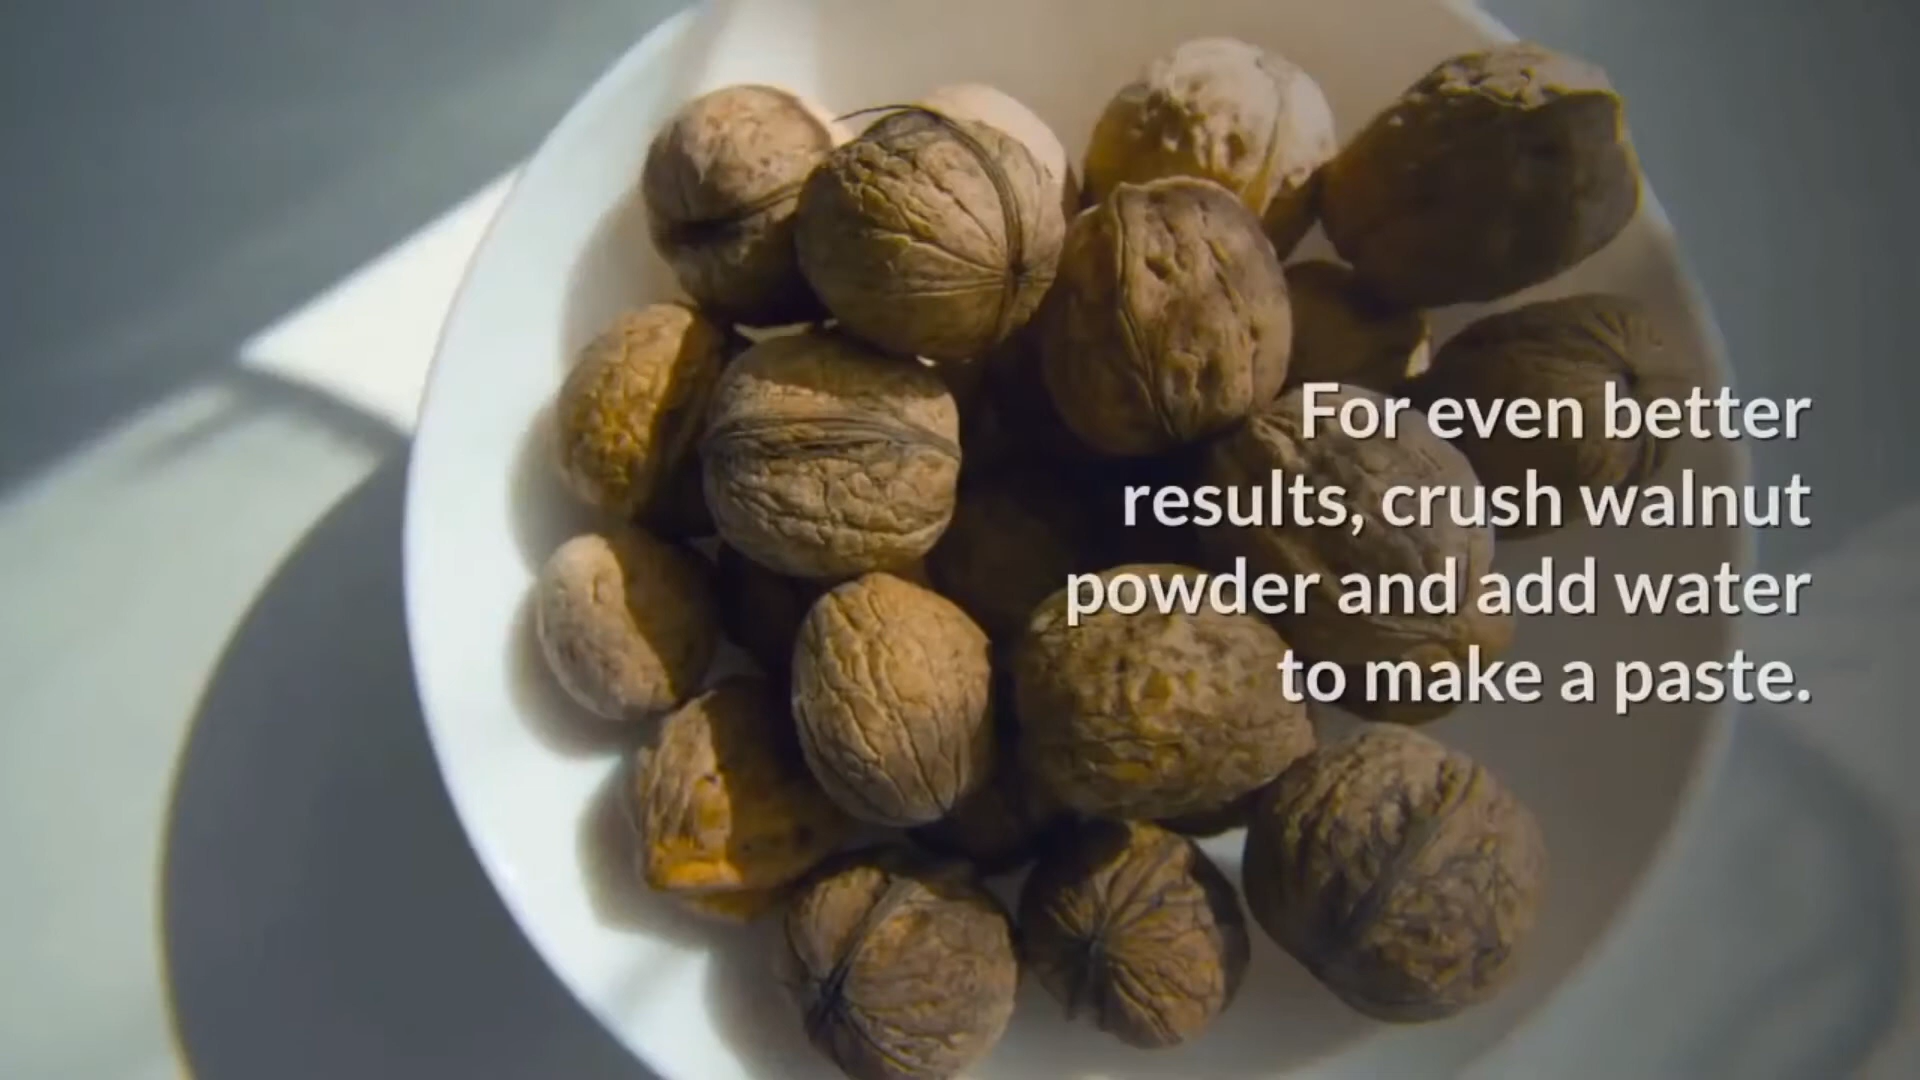 For even better
results, crush walnut
powder and add water
to make a paste.